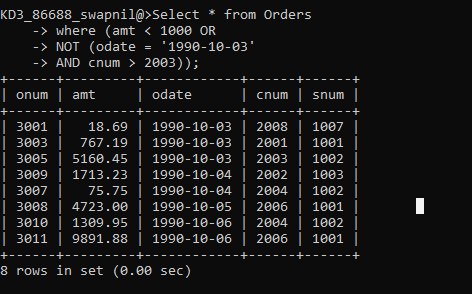 KD3_86688_swapnil@>Select * from Orders
    -> where (amt < 1000 OR
    -> NOT (odate = '1990-10-03'
    -> AND cnum > 2003));
+------+---------+------------+------+------+
| onum | amt     | odate      | cnum | snum |
+------+---------+------------+------+------+
| 3001 |   18.69 | 1990-10-03 | 2008 | 1007 |
| 3003 |  767.19 | 1990-10-03 | 2001 | 1001 |
| 3005 | 5160.45 | 1990-10-03 | 2003 | 1002 |
| 3009 | 1713.23 | 1990-10-04 | 2002 | 1003 |
| 3007 |   75.75 | 1990-10-04 | 2004 | 1002 |
| 3008 | 4723.00 | 1990-10-05 | 2006 | 1001 |
| 3010 | 1309.95 | 1990-10-06 | 2004 | 1002 |
| 3011 | 9891.88 | 1990-10-06 | 2006 | 1001 |
+------+---------+------------+------+------+
8 rows in set (0.00 sec)